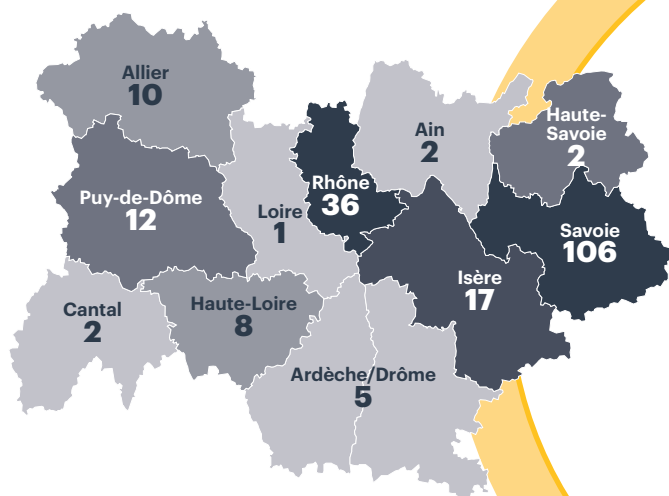 Allier
10
Ain
2
Haute-
Savoie
2
Puy-de-Dôme
12
Loire
1
Rhône
36
Savoie
106
Isère
17
Cantal
2
Haute-Loire
8
Ardèche/Drôme
5